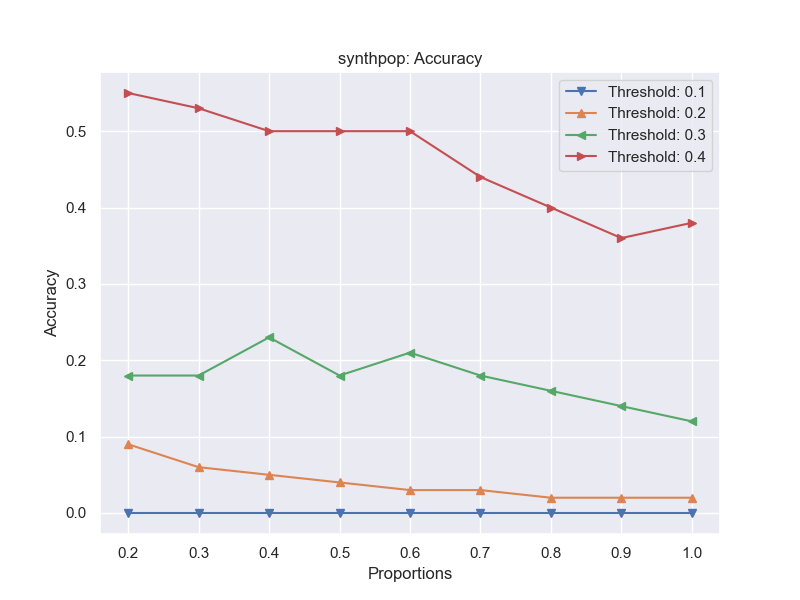 synthpop: Accuracy
Threshold: 0.1
Threshold: 0.2
Threshold: 0.3
Threshold: 0.4
Accuracy
0.5
0.4
0.3
0.2
0.1
0.0
0.2 0.3 0.4 0.5 0.6 0.7 0.8 0.9 1.0
Proportions